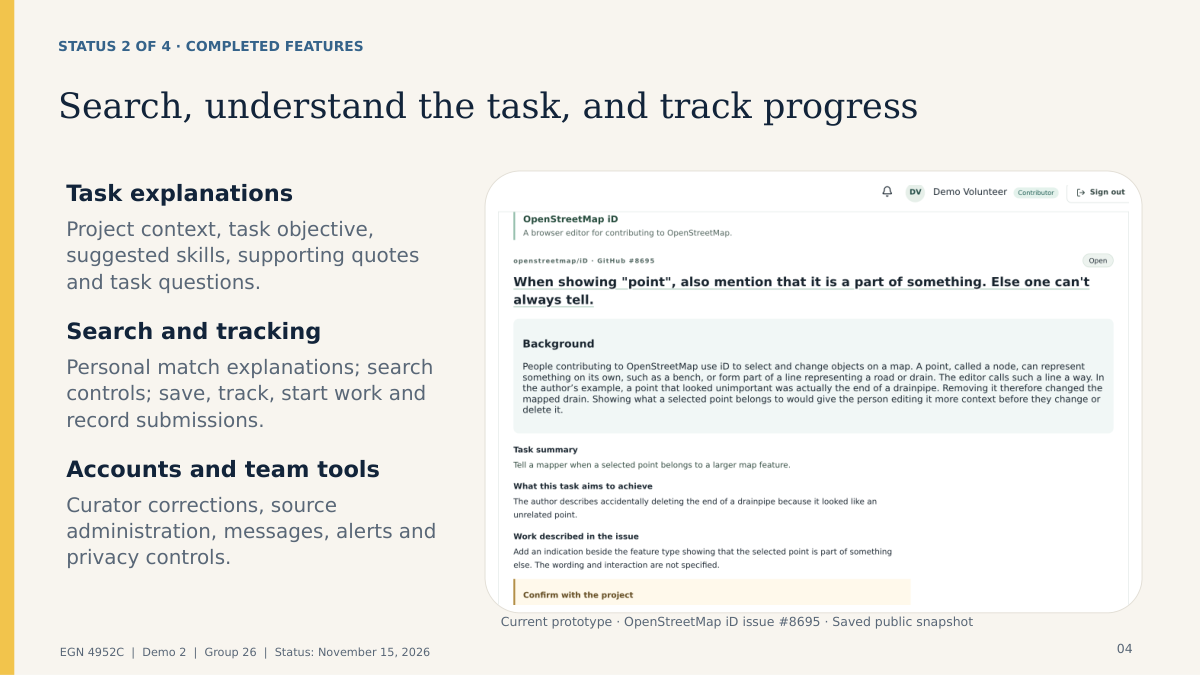 STATUS 2 OF 4 · COMPLETED FEATURES
Search, understand the task, and track progress
Task explanations
Project context, task objective,
suggested skills, supporting quotes
and task questions.
Search and tracking
Personal match explanations; search
controls; save, track, start work and
record submissions.
Accounts and team tools
Curator corrections, source
administration, messages, alerts and
privacy controls.
DV Demo Volunteer Contributor Sign out
OpenStreetMap iD
A browser editor for contributing to OpenStreetMap.
openstreetmap/iD · GitHub #8695 Open
When showing "point", also mention that it is a part of something. Else one can't
always tell.
Background
People contributing to OpenStreetMap use iD to select and change objects on a map. A point, called a node, can represent
something on its own, such as a bench, or form part of a line representing a road or drain. The editor calls such a line a way. In
the author’s example, a point that looked unimportant was actually the end of a drainpipe. Removing it therefore changed the
mapped drain. Showing what a selected point belongs to would give the person editing it more context before they change or
delete it.
Task summary
Tell a mapper when a selected point belongs to a larger map feature.
What this task aims to achieve
The author describes accidentally deleting the end of a drainpipe because it looked like an
unrelated point.
Work described in the issue
Add an indication beside the feature type showing that the selected point is part of something
else. The wording and interaction are not specified.
Confirm with the project
Current prototype · OpenStreetMap iD issue #8695 · Saved public snapshot
EGN 4952C | Demo 2 | Group 26 | Status: November 15, 2026
04